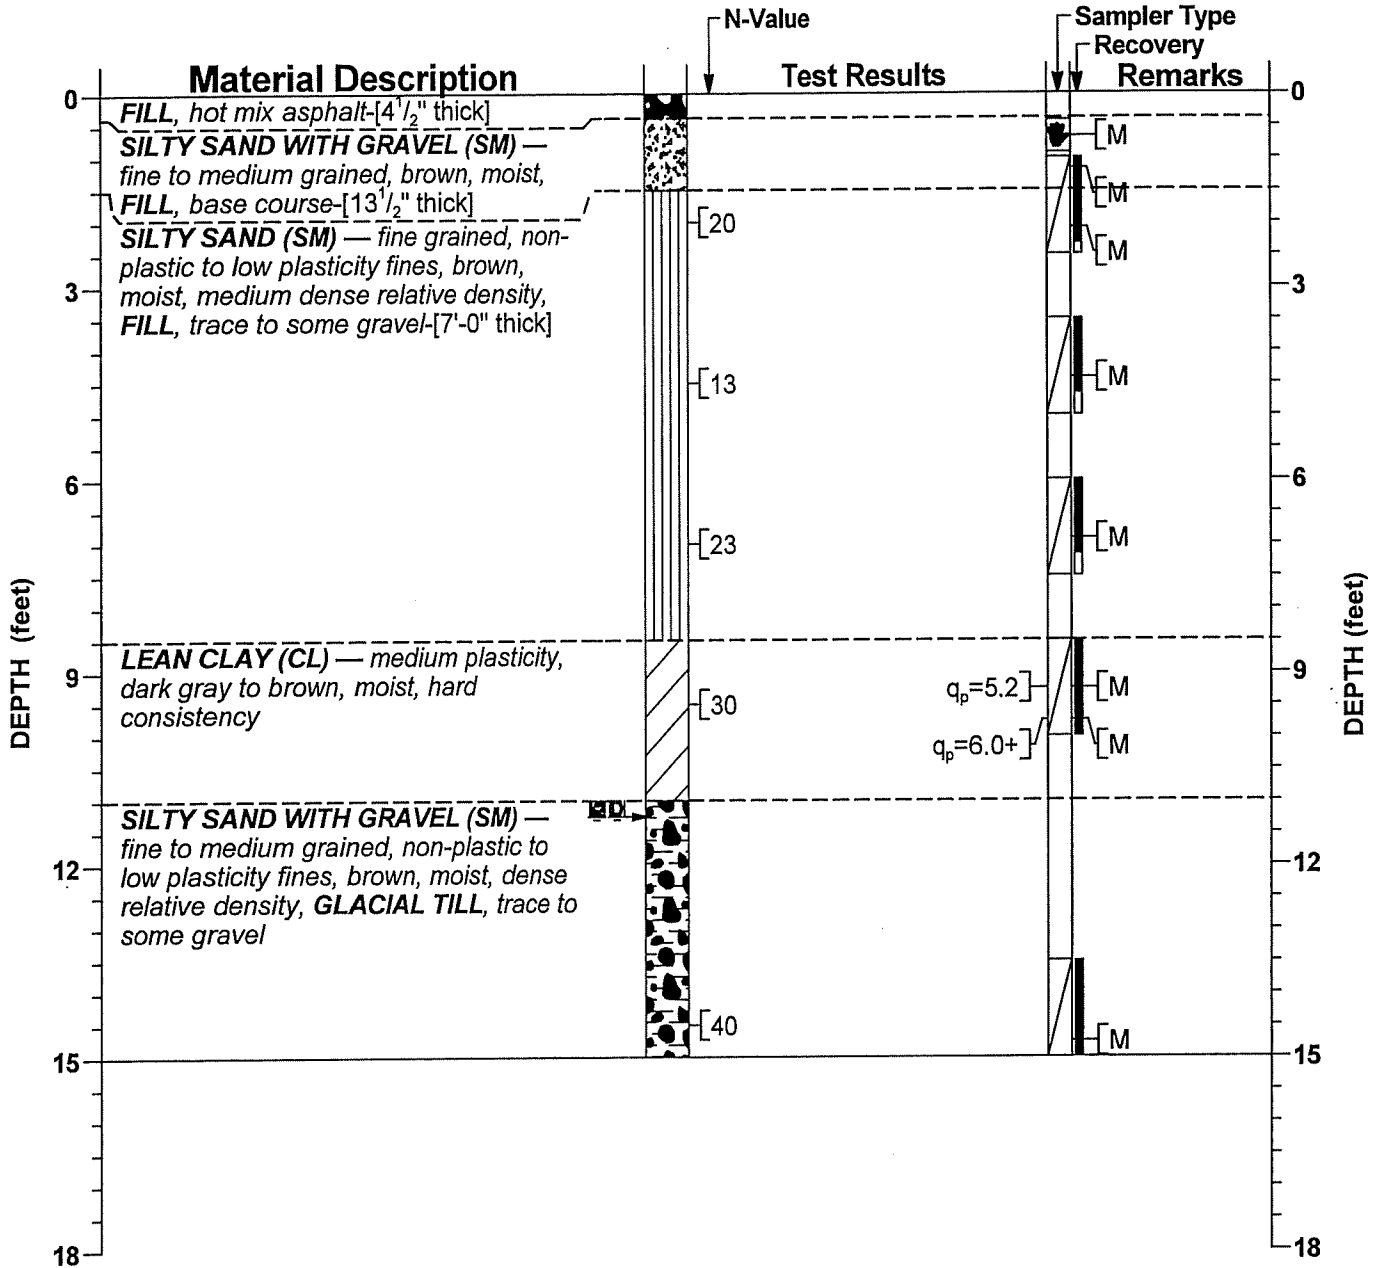 N-Value
Sampler Type
Recovery
Material Description
Test Results
Remarks
0
0
FILL, hot mix asphalt-[4 1/2" thick]
SILTY SAND WITH GRAVEL (SM) —
fine to medium grained, brown, moist,
FILL, base course-[13 1/2" thick]
[M
[M
[20
[M
SILTY SAND (SM) — fine grained, non-
plastic to low plasticity fines, brown,
moist, medium dense relative density,
FILL, trace to some gravel-[7'-0" thick]
3
3
[13
[M
6
6
[23
[M
DEPTH (feet)
DEPTH (feet)
LEAN CLAY (CL) — medium plasticity,
dark gray to brown, moist, hard
consistency
9
9
[30
qp=5.2]
[M
qp=6.0+]
[M
SILTY SAND WITH GRAVEL (SM) —
fine to medium grained, non-plastic to
low plasticity fines, brown, moist, dense
relative density, GLACIAL TILL, trace to
some gravel
12
12
[40
[M
15
15
18
18